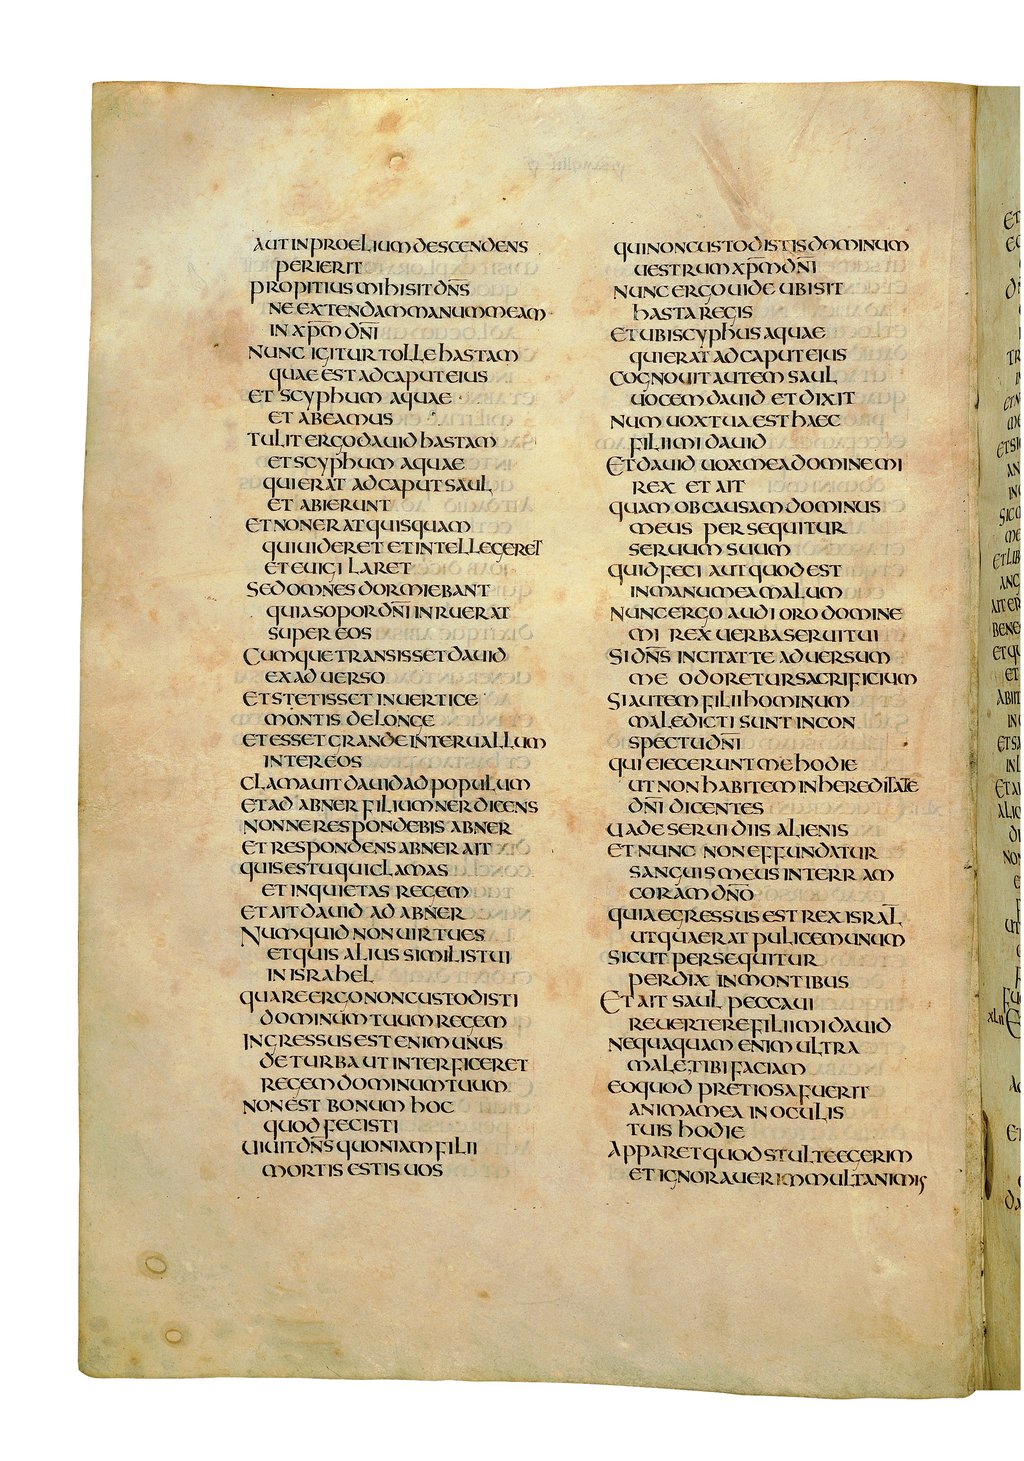 AUT IN PROELIUM DESCENDENS
PERIERIT
PROPITIUS MIHI SIT DN̅S
NE EXTENDAM MANUM MEAM
IN XP̅M DN̅I
NUNC IGITUR TOLLE HASTAM
QUAE EST AD CAPUT EIUS
ET SCYPHUM AQUAE
ET ABEAMUS
TULIT ERGO DAUID HASTAM
ET SCYPHUM AQUAE
QUI ERAT AD CAPUT SAUL
ET ABIERUNT
ET NON ERAT QUISQUAM
QUI UIDERET ET INTELLEGERET
ET EUIGILARET
SED OMNES DORMIEBANT
QUIA SOPOR DN̅I INRUERAT
SUPER EOS
CUMQUE TRANSISSET DAUID
EX ADUERSO
ET STETISSET IN UERTICE
MONTIS DE LONGE
ET ESSET GRANDE INTERUALLUM
INTER EOS
CLAMAUIT DAUID AD POPULUM
ET AD ABNER FILIUM NER DICENS
NONNE RESPONDEBIS ABNER
ET RESPONDENS ABNER AIT
QUIS ES TU QUI CLAMAS
ET INQUIETAS REGEM
ET AIT DAUID AD ABNER
NUMQUID NON UIR TU ES
ET QUIS ALIUS SIMILIS TUI
IN ISRAHEL
QUARE ERGO NON CUSTODISTI
DOMINUM TUUM REGEM
INGRESSUS EST ENIM UNUS
DE TURBA UT INTERFICERET
REGEM DOMINUM TUUM
NON EST BONUM HOC
QUOD FECISTI
UIUIT DN̅S QUONIAM FILII
MORTIS ESTIS UOS
QUI NON CUSTODISTIS DOMINUM
UESTRUM XP̅M DN̅I
NUNC ERGO UIDE UBI SIT
HASTA REGIS
ET UBI SCYPHUS AQUAE
QUI ERAT AD CAPUT EIUS
COGNOUIT AUTEM SAUL
UOCEM DAUID ET DIXIT
NUM UOX TUA EST HAEC
FILI MI DAUID
ET DAUID UOX MEA DOMINE MI
REX ET AIT
QUAM OB CAUSAM DOMINUS
MEUS PERSEQUITUR
SERUUM SUUM
QUID FECI AUT QUOD EST
IN MANU MEA MALUM
NUNC ERGO AUDI ORO DOMINE
MI REX UERBA SERUI TUI
SI DN̅S INCITAT TE ADUERSUM
ME ODORETUR SACRIFICIUM
SI AUTEM FILII HOMINUM
MALEDICTI SUNT IN CON
SPECTU DN̅I
QUI EIECERUNT ME HODIE
UT NON HABITEM IN HEREDITATE
DN̅I DICENTES
UADE SERUI DIIS ALIENIS
ET NUNC NON EFFUNDATUR
SANGUIS MEUS IN TERRAM
CORAM DN̅O
QUIA EGRESSUS EST REX ISRAL̅
UT QUAERAT PULICEM UNUM
SICUT PERSEQUITUR
PERDIX IN MONTIBUS
ET AIT SAUL PECCAUI
REUERTERE FILI MI DAUID
NEQUAQUAM ENIM ULTRA
MALE TIBI FACIAM
EO QUOD PRETIOSA FUERIT
ANIMA MEA IN OCULIS
TUIS HODIE
APPARET QUOD STULTE EGERIM
ET IGNORAUERIM MULTA NIMIS